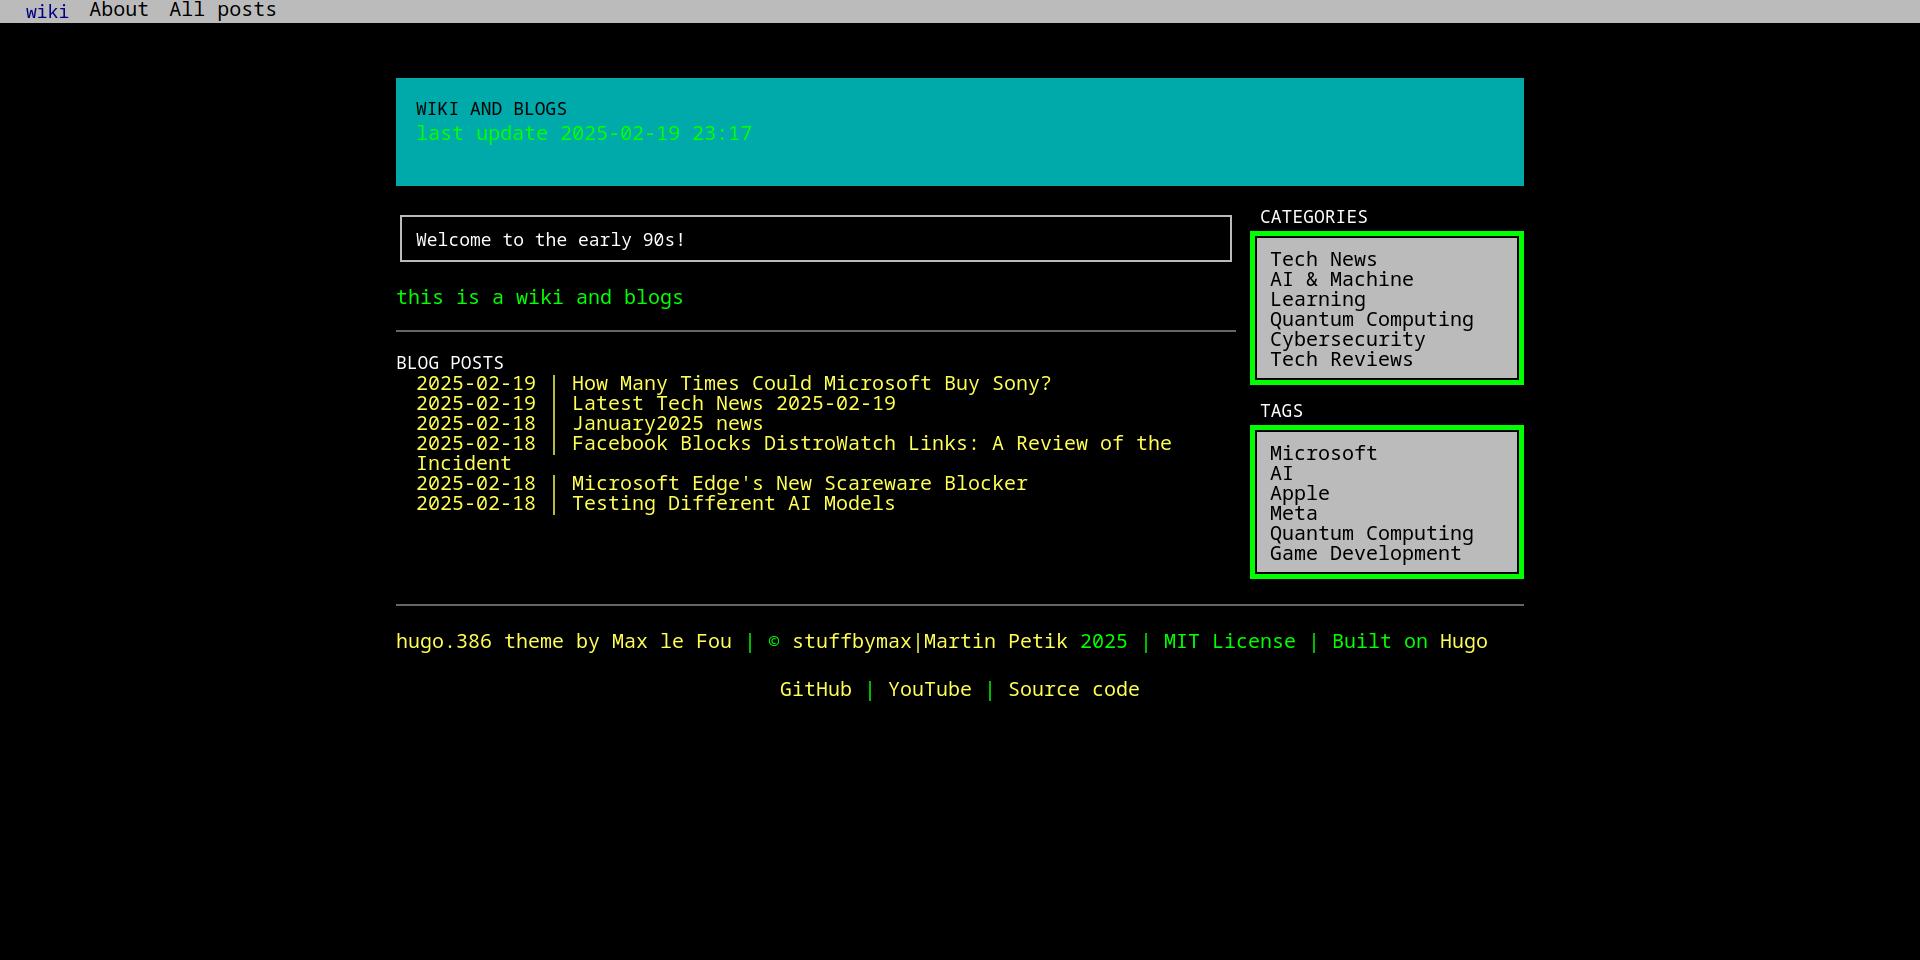 wiki About All posts
WIKI AND BLOGS
last update 2025-02-19 23:17
Welcome to the early 90s!
this is a wiki and blogs
BLOG POSTS
2025-02-19 | How Many Times Could Microsoft Buy Sony?
2025-02-19 | Latest Tech News 2025-02-19
2025-02-18 | January2025 news
2025-02-18 | Facebook Blocks DistroWatch Links: A Review of the
Incident
2025-02-18 | Microsoft Edge's New Scareware Blocker
2025-02-18 | Testing Different AI Models
CATEGORIES
Tech News
AI & Machine
Learning
Quantum Computing
Cybersecurity
Tech Reviews
TAGS
Microsoft
AI
Apple
Meta
Quantum Computing
Game Development
hugo.386 theme by Max le Fou | © stuffbymax|Martin Petik 2025 | MIT License | Built on Hugo
GitHub | YouTube | Source code